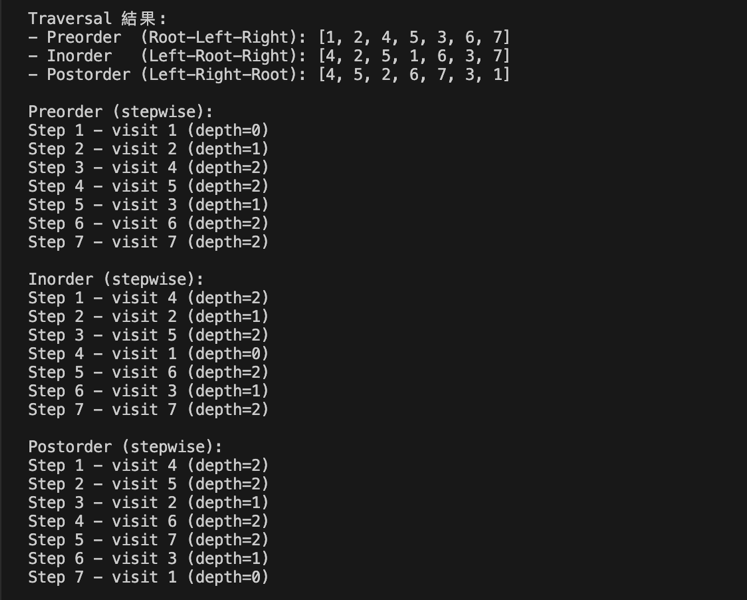 Traversal 結果:
- Preorder  (Root-Left-Right): [1, 2, 4, 5, 3, 6, 7]
- Inorder   (Left-Root-Right): [4, 2, 5, 1, 6, 3, 7]
- Postorder (Left-Right-Root): [4, 5, 2, 6, 7, 3, 1]

Preorder (stepwise):
Step 1 - visit 1 (depth=0)
Step 2 - visit 2 (depth=1)
Step 3 - visit 4 (depth=2)
Step 4 - visit 5 (depth=2)
Step 5 - visit 3 (depth=1)
Step 6 - visit 6 (depth=2)
Step 7 - visit 7 (depth=2)

Inorder (stepwise):
Step 1 - visit 4 (depth=2)
Step 2 - visit 2 (depth=1)
Step 3 - visit 5 (depth=2)
Step 4 - visit 1 (depth=0)
Step 5 - visit 6 (depth=2)
Step 6 - visit 3 (depth=1)
Step 7 - visit 7 (depth=2)

Postorder (stepwise):
Step 1 - visit 4 (depth=2)
Step 2 - visit 5 (depth=2)
Step 3 - visit 2 (depth=1)
Step 4 - visit 6 (depth=2)
Step 5 - visit 7 (depth=2)
Step 6 - visit 3 (depth=1)
Step 7 - visit 1 (depth=0)